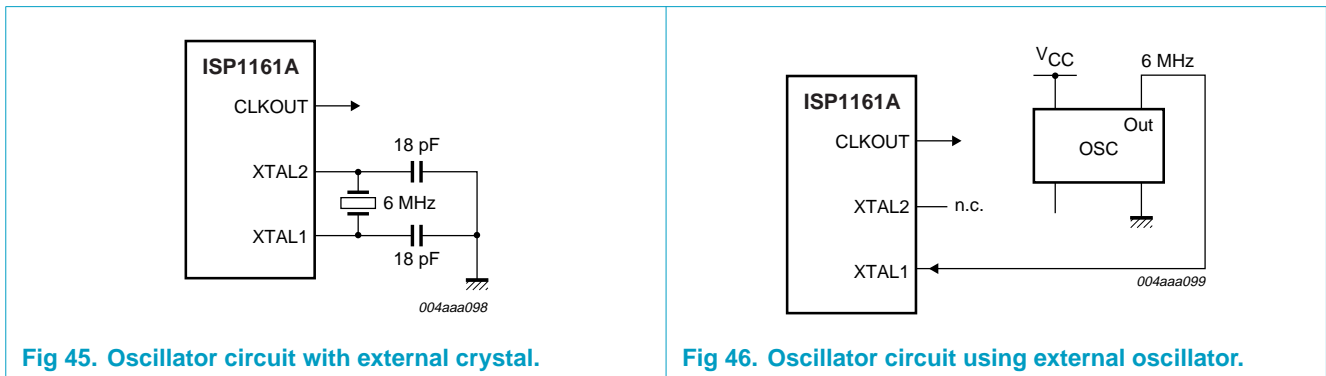 ISP1161A
CLKOUT
18 pF
XTAL2
6 MHz
XTAL1
18 pF
004aaa098
Fig 45. Oscillator circuit with external crystal.
VCC
6 MHz
ISP1161A
Out
OSC
CLKOUT
XTAL2
n.c.
XTAL1
004aaa099
Fig 46. Oscillator circuit using external oscillator.